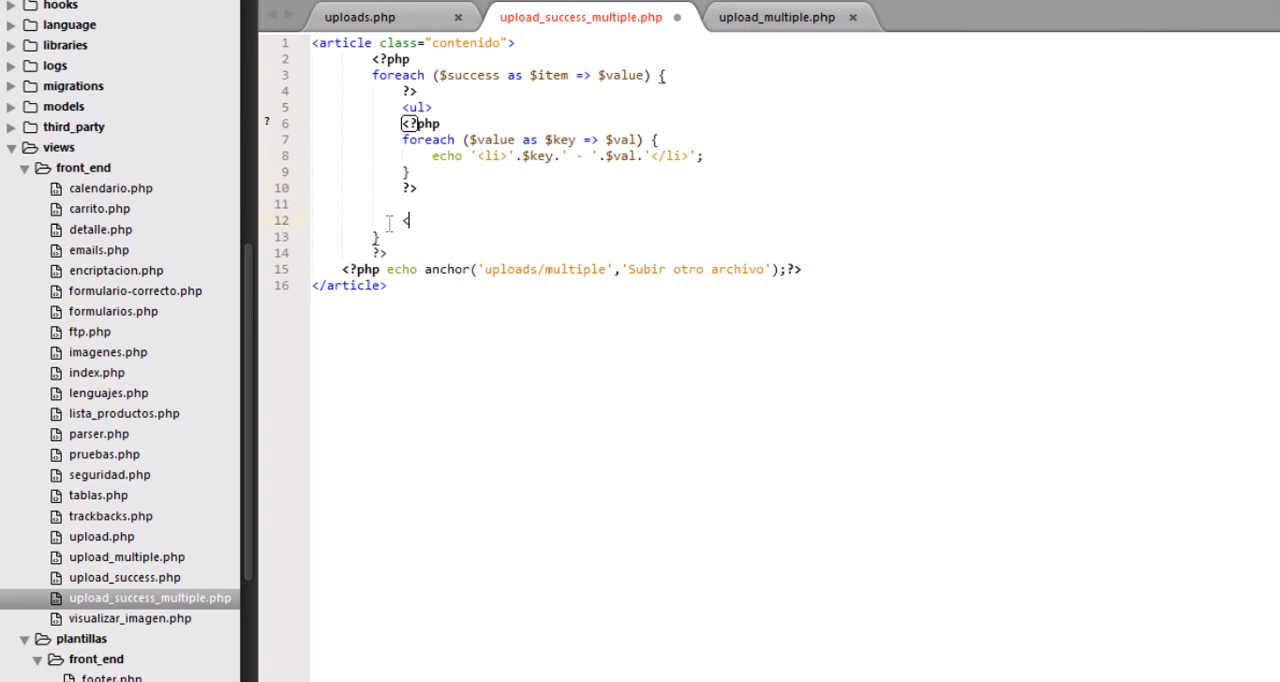 hooks
language
libraries
logs
migrations
models
third_party
views
front_end
calendario.php
carrito.php
detalle.php
emails.php
encriptacion.php
formulario-correcto.php
formularios.php
ftp.php
imagenes.php
index.php
lenguajes.php
lista_productos.php
parser.php
pruebas.php
seguridad.php
tablas.php
trackbacks.php
upload.php
upload_multiple.php
upload_success.php
upload_success_multiple.php
visualizar_imagen.php
plantillas
front_end
footer.php
uploads.php × upload_success_multiple.php upload_multiple.php ×
1 <article class="contenido">
2 <?php
3 foreach ($success as $item => $value) {
4 ?>
5 <ul>
? 6 <?php
7 foreach ($value as $key => $val) {
8 echo '<li>'.$key.' - '.$val.'</li>';
9 }
10 ?>
11
12 <
13 }
14 ?>
15 <?php echo anchor('uploads/multiple','Subir otro archivo');?>
16 </article>